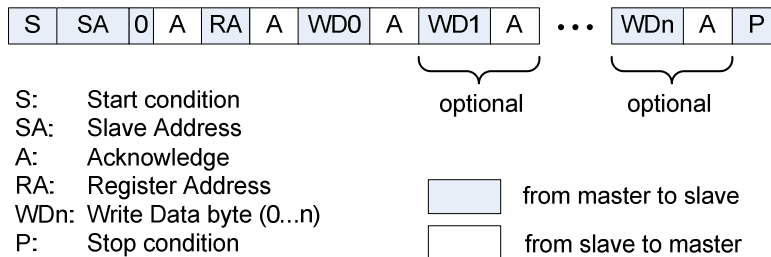 S SA 0 A RA A WD0 A WD1 A ••• WDn A P
optional optional
S: Start condition
SA: Slave Address
A: Acknowledge
RA: Register Address
WDn: Write Data byte (0...n)
P: Stop condition
from master to slave
from slave to master